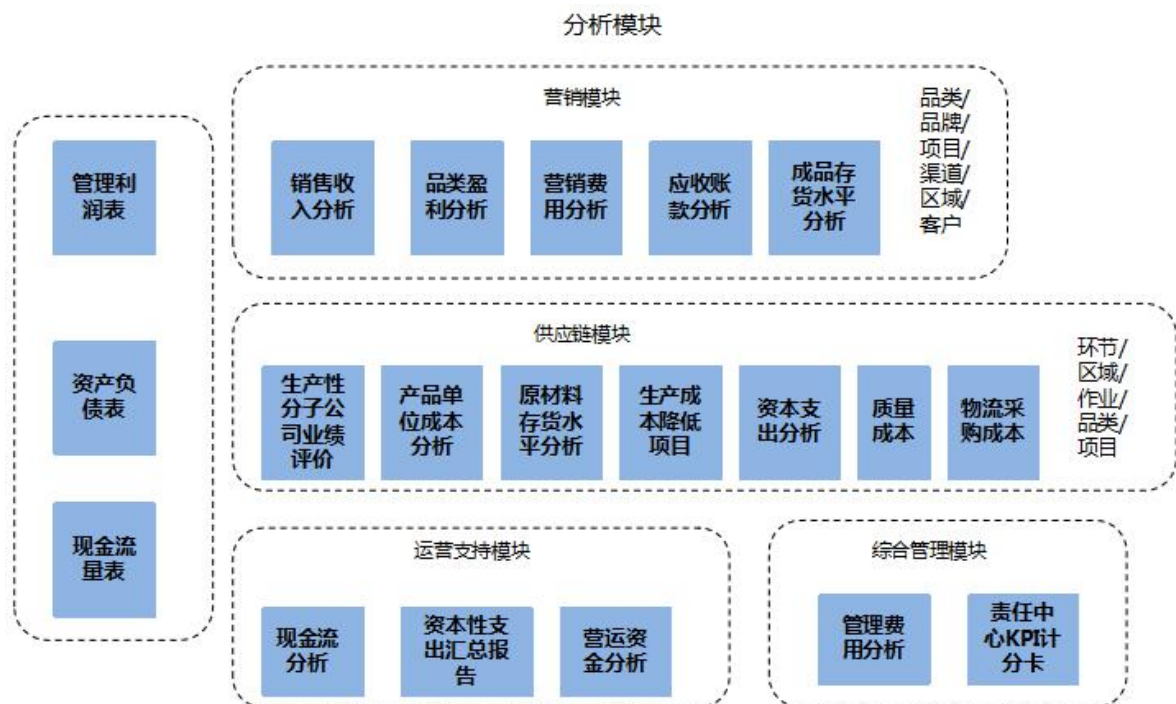 分析模块
管理利
润表
资产负
债表
现金流
量表
营销模块
销售收
入分析
品类盈
利分析
营销费
用分析
应收账
款分析
成品存
货水平
分析
品类/
品牌/
项目/
渠道/
区域/
客户
供应链模块
生产性
分子公
司业绩
评价
产品单
位成本
分析
原材料
存货水
平分析
生产成
本降低
项目
资本支
出分析
质量
成本
物流采
购成本
环节/
区域/
作业/
品类/
项目
运营支持模块
现金流
分析
资本性支
出汇总报
告
营运资
金分析
综合管理模块
管理费
用分析
责任中
心KPI计
分卡